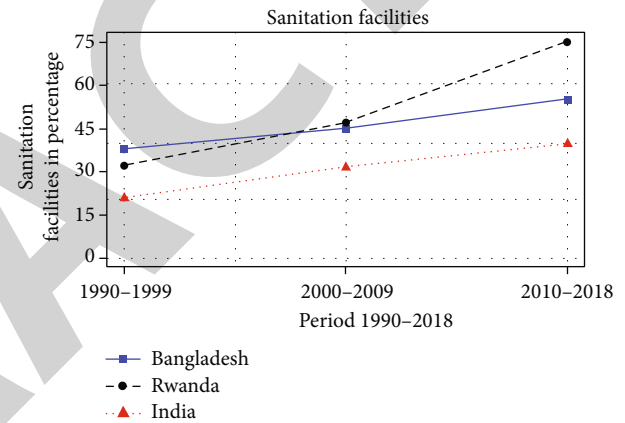 Sanitation facilities
75
60
45
30
15
0
Sanitation
facilities in percentage
1990–1999
2000–2009
2010–2018
Period 1990–2018
Bangladesh
Rwanda
India